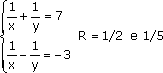 1/x + 1/y = 7
R = 1/2 e 1/5
1/x - 1/y = -3